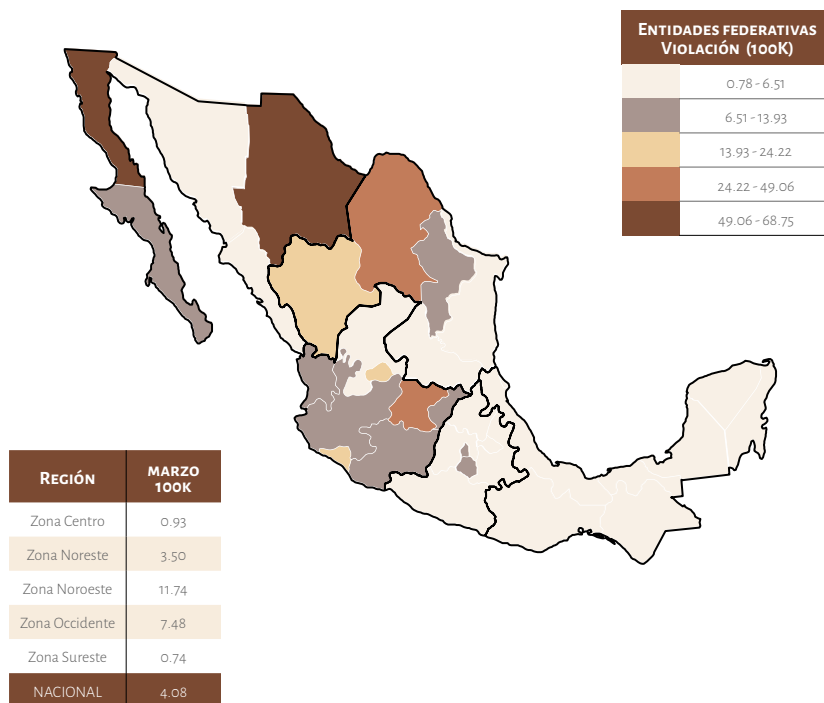 Entidades federativas
Violación (100K)
0.78 - 6.51
6.51 - 13.93
13.93 - 24.22
24.22 - 49.06
49.06 - 68.75
Región marzo 100k
Zona Centro 0.93
Zona Noreste 3.50
Zona Noroeste 11.74
Zona Occidente 7.48
Zona Sureste 0.74
NACIONAL 4.08